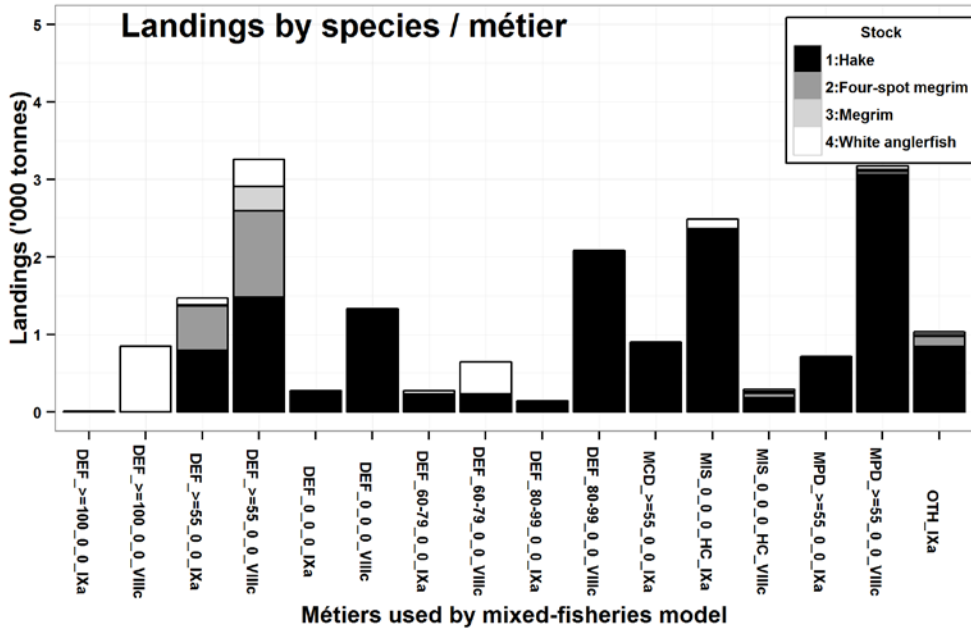 Landings by species / métier
Stock
1:Hake
2:Four-spot megrim
3:Megrim
4:White anglerfish
Landings ('000 tonnes)
5
4
3
2
1
0
DEF_>=100_0_0_IXa
DEF_>=100_0_0_VIIIc
DEF_>=55_0_0_IXa
DEF_>=55_0_0_VIIIc
DEF_0_0_0_IXa
DEF_0_0_0_VIIIc
DEF_60-79_0_0_IXa
DEF_60-79_0_0_VIIIc
DEF_80-99_0_0_IXa
DEF_80-99_0_0_VIIIc
MCD_>=55_0_0_IXa
MIS_0_0_0_HC_IXa
MIS_0_0_0_HC_VIIIc
MPD_>=55_0_0_IXa
MPD_>=55_0_0_VIIIc
OTH_IXa
Métiers used by mixed-fisheries model